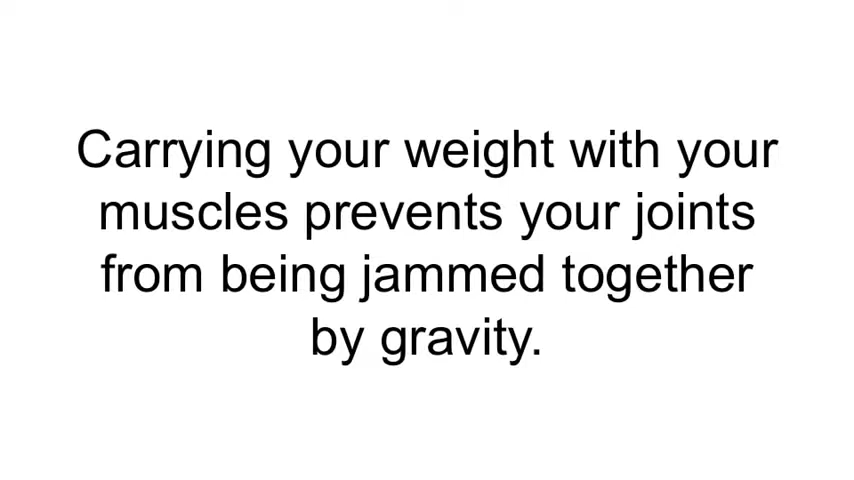 Carrying your weight with your
muscles prevents your joints
from being jammed together
by gravity.